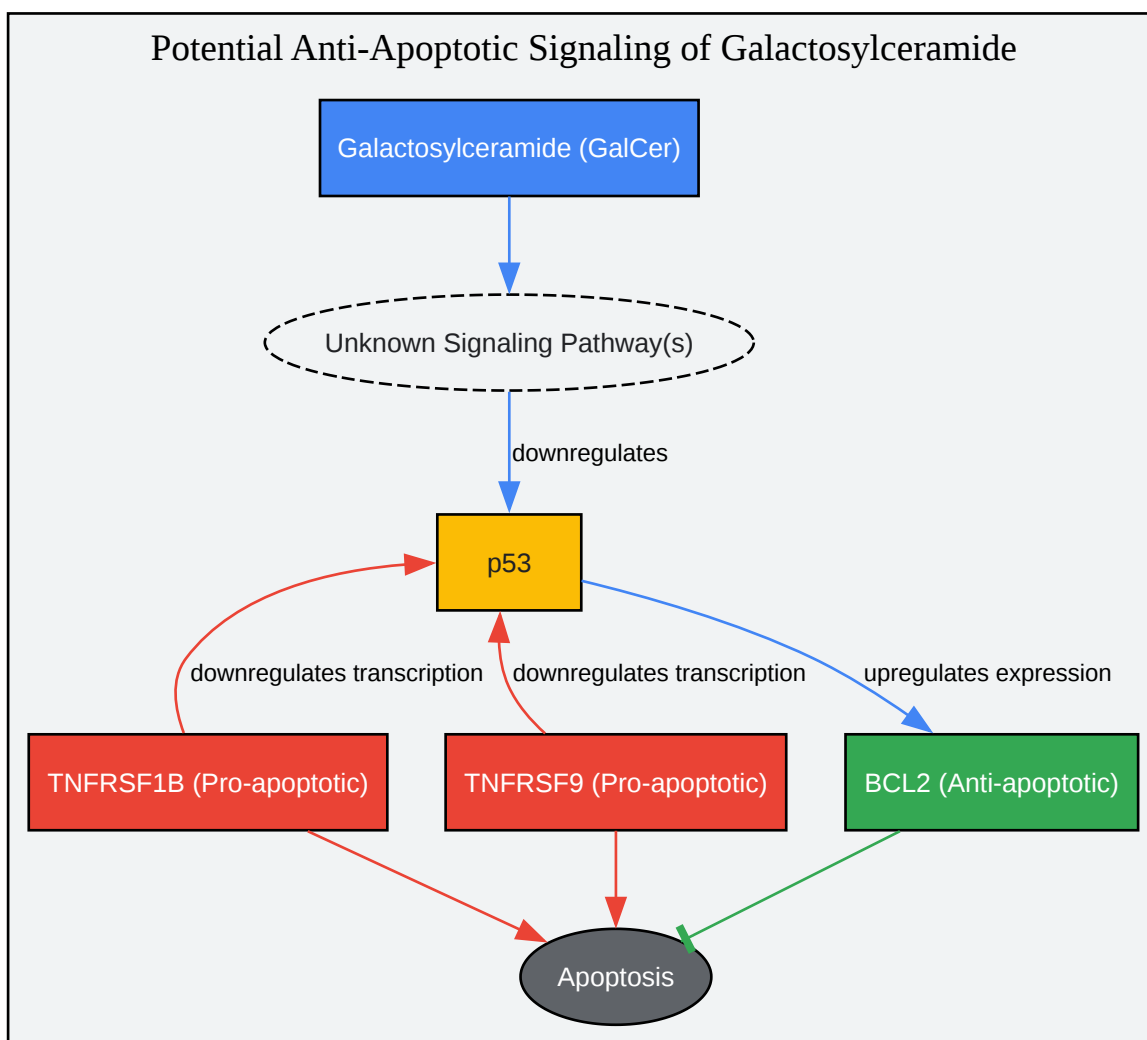 Potential Anti-Apoptotic Signaling of Galactosylceramide
Galactosylceramide (GalCer)
Unknown Signaling Pathway(s)
downregulates
p53
downregulates transcription
downregulates transcription
upregulates expression
TNFRSF1B (Pro-apoptotic)
TNFRSF9 (Pro-apoptotic)
BCL2 (Anti-apoptotic)
Apoptosis